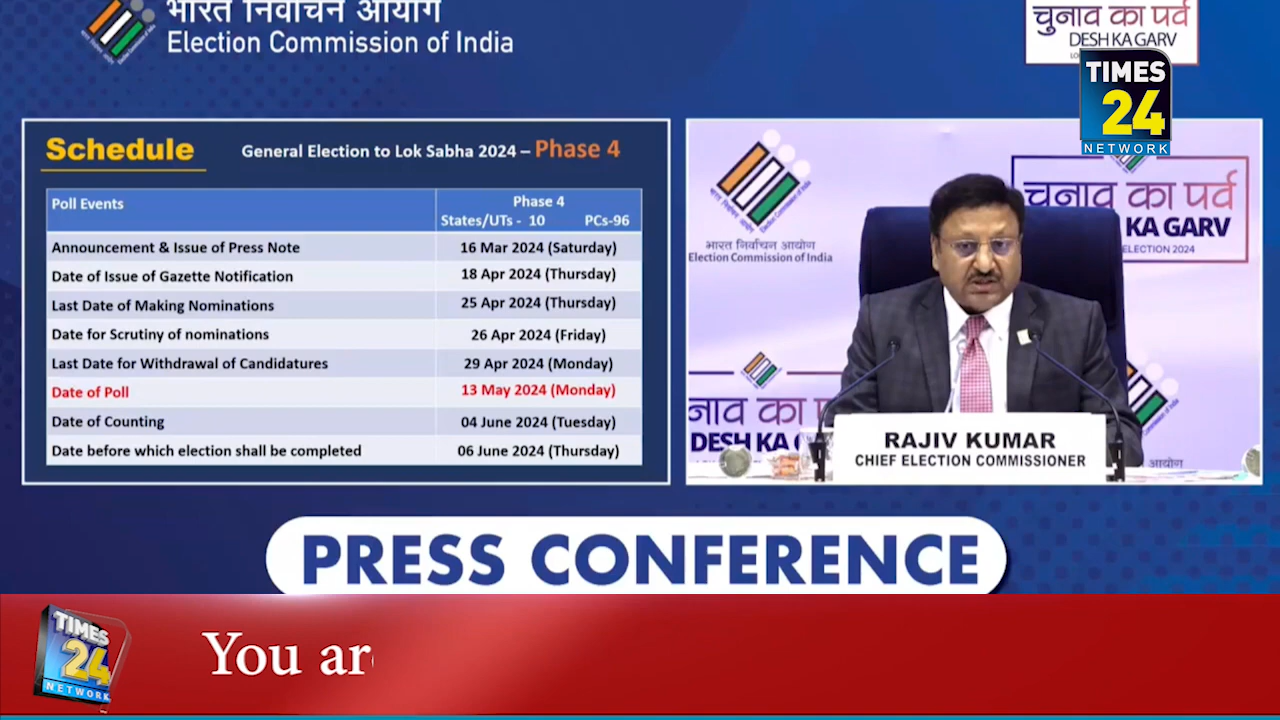 भारत निर्वाचन आयोग
Election Commission of India
चुनाव का पर्व
DESH KA GARV
TIMES
24
NETWORK
Schedule
General Election to Lok Sabha 2024 – Phase 4
Poll Events
Phase 4
States/UTs - 10 PCs-96
Announcement & Issue of Press Note 16 Mar 2024 (Saturday)
Date of Issue of Gazette Notification 18 Apr 2024 (Thursday)
Last Date of Making Nominations 25 Apr 2024 (Thursday)
Date for Scrutiny of nominations 26 Apr 2024 (Friday)
Last Date for Withdrawal of Candidatures 29 Apr 2024 (Monday)
Date of Poll 13 May 2024 (Monday)
Date of Counting 04 June 2024 (Tuesday)
Date before which election shall be completed 06 June 2024 (Thursday)
भारत निर्वाचन आयोग
Election Commission of India
चुनाव का पर्व
KA GARV
ELECTION 2024
नाव का प
DESH KA G
आयोग
of India
आयोग
RAJIV KUMAR
CHIEF ELECTION COMMISSIONER
PRESS CONFERENCE
TIMES
24
NETWORK
You ar